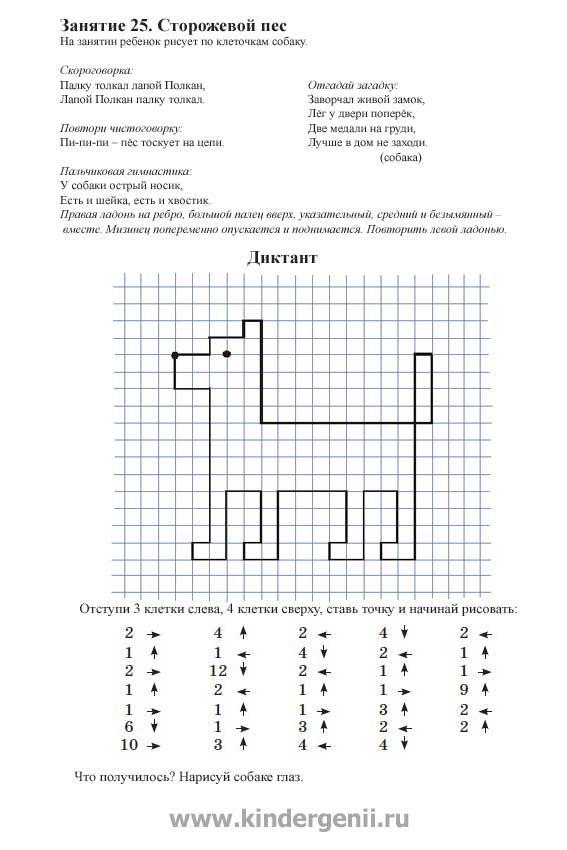 Занятие 25. Сторожевой пес
На занятии ребенок рисует по клеточкам собаку.
Скороговорка:
Палку толкал лапой Полкан,
Лапой Полкан палку толкал.
Повтори чистоговорку:
Пи-пи-пи – пёс тоскует на цепи.
Отгадай загадку:
Заворчал живой замок,
Лёг у двери поперёк,
Две медали на груди,
Лучше в дом не заходи.
(собака)
Пальчиковая гимнастика:
У собаки острый носик,
Есть и шейка, есть и хвостик.
Правая ладонь на ребро, большой палец вверх, указательный, средний и безымянный –
вместе. Мизинец попеременно опускается и поднимается. Повторить левой ладонью.
Диктант
Отступи 3 клетки слева, 4 клетки сверху, ставь точку и начинай рисовать:
2 → 4 ↑ 2 ← 4 ↓ 2 ←
1 ↑ 1 ← 4 ↓ 2 ← 1 ↑
2 → 12 ↓ 2 ← 1 ↑ 1 →
1 ↑ 2 ← 1 ↑ 1 → 9 ↑
1 → 1 ↑ 1 → 3 ↑ 2 ←
6 ↓ 1 → 3 ↑ 2 ← 2 ↑
10 → 3 ↑ 4 ← 4 ↓
Что получилось? Нарисуй собаке глаз.
www.kindergenii.ru